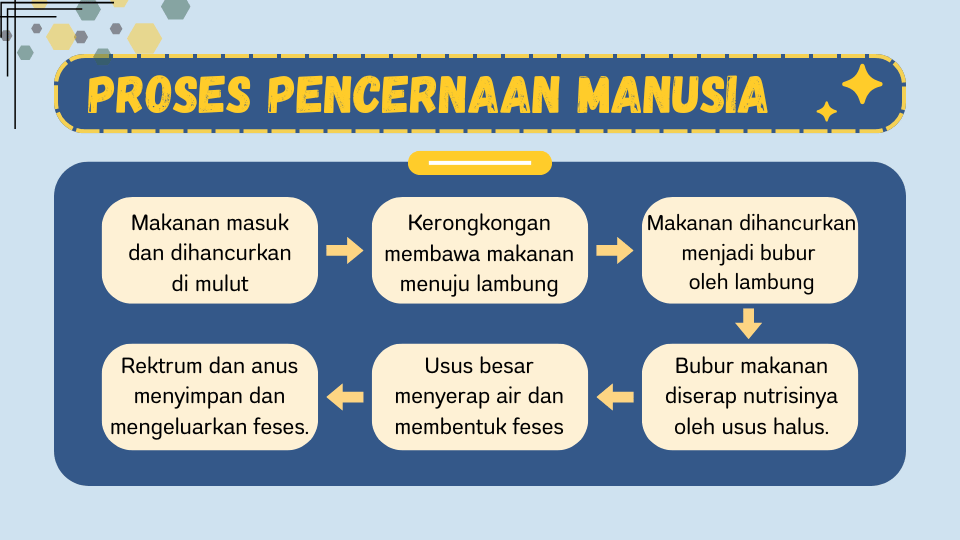 PROSES PENCERNAAN MANUSIA
Makanan masuk
dan dihancurkan
di mulut
Kerongkongan
membawa makanan
menuju lambung
Makanan dihancurkan
menjadi bubur
oleh lambung
Bubur makanan
diserap nutrisinya
oleh usus halus.
Usus besar
menyerap air dan
membentuk feses
Rektrum dan anus
menyimpan dan
mengeluarkan feses.